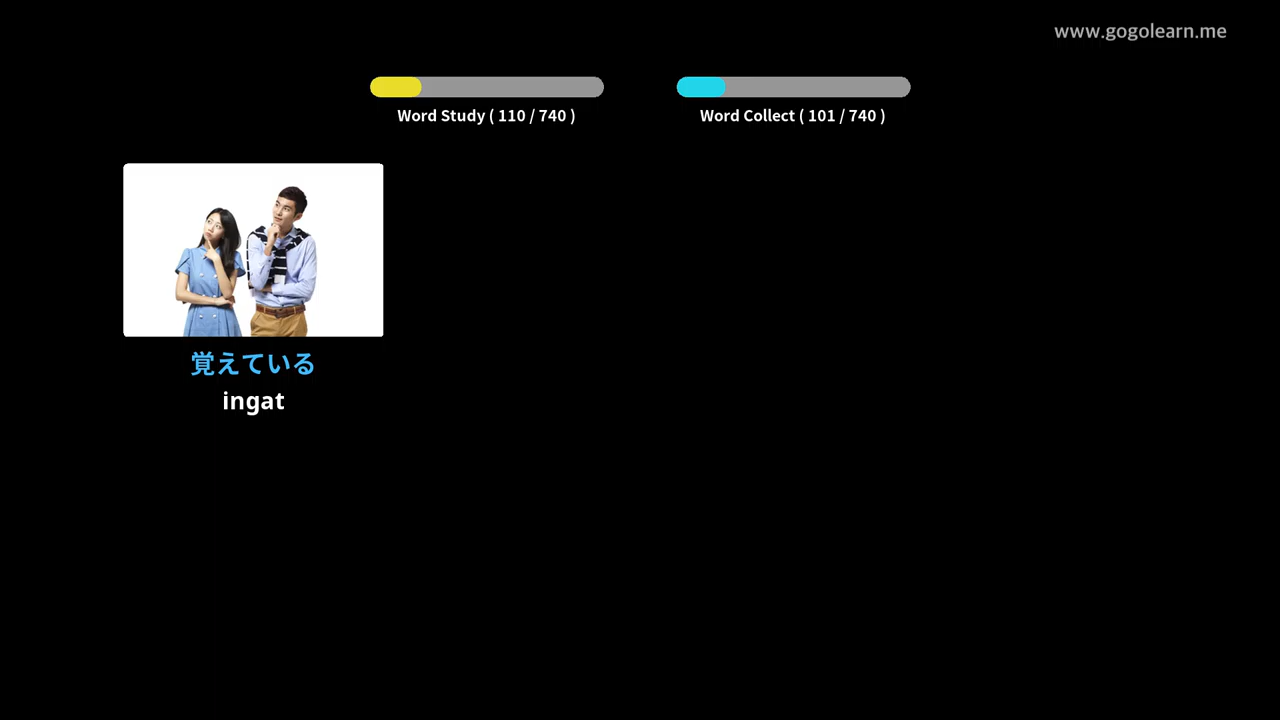 www.gogolearn.me
Word Study ( 110 / 740 )
Word Collect ( 101 / 740 )
覚えている
ingat